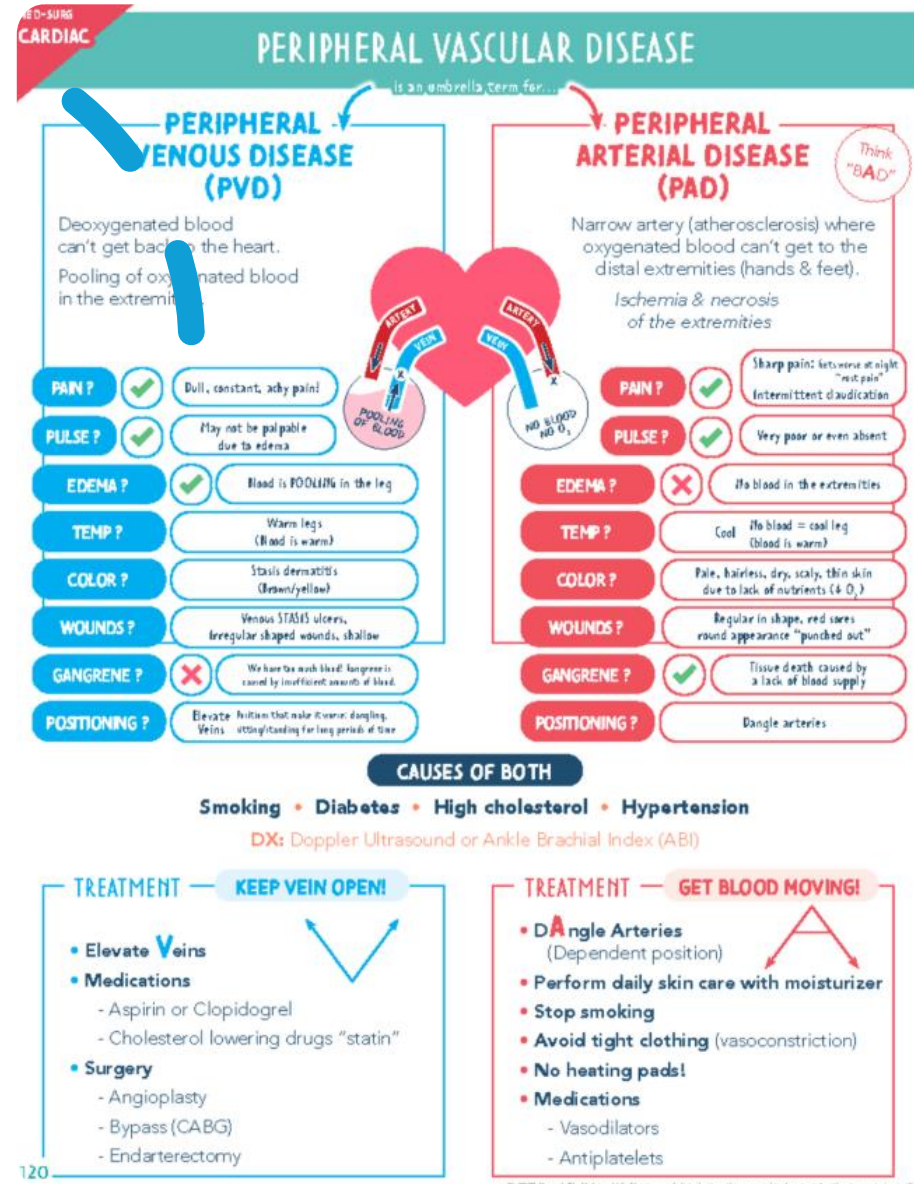 MED-SURG
CARDIAC
PERIPHERAL VASCULAR DISEASE
is an umbrella term for...
PERIPHERAL
VENOUS DISEASE
(PVD)
Deoxygenated blood
can't get back to the heart.
Pooling of oxygenated blood
in the extremities.
PERIPHERAL
ARTERIAL DISEASE
(PAD)
Think
"BAD"
Narrow artery (atherosclerosis) where
oxygenated blood can't get to the
distal extremities (hands & feet).
Ischemia & necrosis
of the extremities
ARTERY
VEIN
X
POOLING
OF BLOOD
VEIN
ARTERY
X
NO BLOOD
NO O₂
PAIN ?
Dull, constant, achy pain!
PULSE ?
May not be palpable
due to edema
EDEMA ?
Blood is POOLING in the leg
TEMP ?
Warm legs
(Blood is warm)
COLOR ?
Stasis dermatitis
(Brown/yellow)
WOUNDS ?
Venous STASIS ulcers,
Irregular shaped wounds, shallow
GANGRENE ?
We have too much blood! Gangrene is
caused by insufficient amounts of blood.
POSITIONING ?
Elevate Veins
Positions that make it worse: dangling,
sitting/standing for long periods of time
PAIN ?
Sharp pain: Gets worse at night
"rest pain"
Intermittent claudication
PULSE ?
Very poor or even absent
EDEMA ?
No blood in the extremities
TEMP ?
Cool
No blood = cool leg
(blood is warm)
COLOR ?
Pale, hairless, dry, scaly, thin skin
due to lack of nutrients (↓ O₂)
WOUNDS ?
Regular in shape, red sores
round appearance "punched out"
GANGRENE ?
Tissue death caused by
a lack of blood supply
POSITIONING ?
Dangle arteries
CAUSES OF BOTH
Smoking • Diabetes • High cholesterol • Hypertension
DX: Doppler Ultrasound or Ankle Brachial Index (ABI)
TREATMENT
KEEP VEIN OPEN!
• Elevate Veins
• Medications
- Aspirin or Clopidogrel
- Cholesterol lowering drugs "statin"
• Surgery
- Angioplasty
- Bypass (CABG)
- Endarterectomy
TREATMENT
GET BLOOD MOVING!
• DAngle Arteries
(Dependent position)
• Perform daily skin care with moisturizer
• Stop smoking
• Avoid tight clothing (vasoconstriction)
• No heating pads!
• Medications
- Vasodilators
- Antiplatelets
120